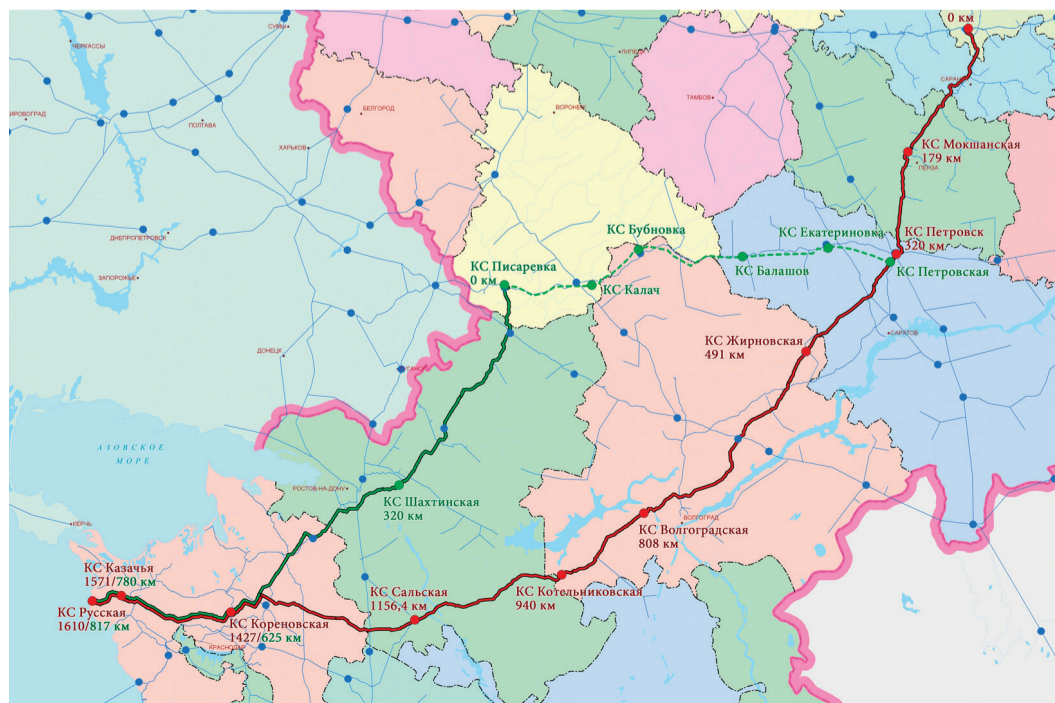 0 км
СУМЫ
ЧЕРКАССЫ
ЛИПЕЦК
САРАНСК
ТАМБОВ
БЕЛГОРОД
ВОРОНЕЖ
ИРОВОГРАД
ПОЛТАВА
ХАРЬКОВ
КС Мокшанская
179 км
ПЕНЗА
ДНЕПРОПЕТРОВСК
КС Бубновка
КС Екатериновка
КС Петровск
320 км
ЗАПОРОЖЬЕ
КС Писаревка
0 км
КС Калач
КС Балашов
КС Петровская
САРАТОВ
КС Жирновская
491 км
ДОНЕЦК
ЛУГАНСК
АЗОВСКОЕ
МОРЕ
РОСТОВ-НА-ДОНУ
КС Шахтинская
320 км
КЕРЧЬ
ВОЛГОГРАД
КС Волгоградская
808 км
КС Казачья
1571/780 км
КС Русская
1610/817 км
КС Сальская
1156,4 км
КС Котельниковская
940 км
КС Кореновская
1427/625 км
КРАСНОДАР